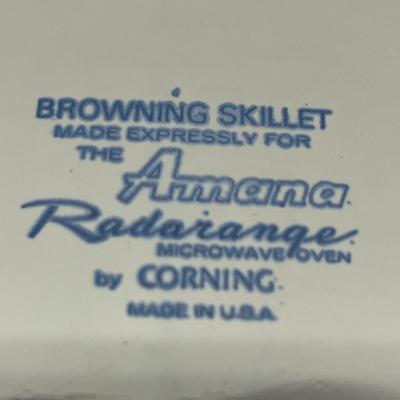 BROWNING SKILLET
MADE EXPRESSLY FOR
THE Amana.
Radarange.
MICROWAVE OVEN
by CORNING.
MADE IN U.S.A.